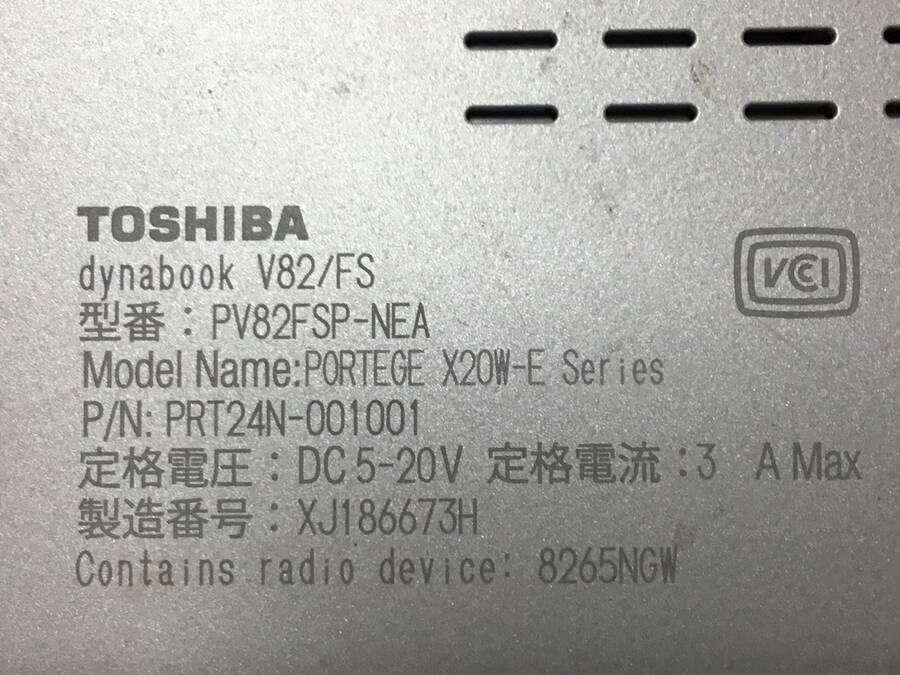 TOSHIBA
dynabook V82/FS
VCCI
型番：PV82FSP-NEA
Model Name:PORTEGE X20W-E Series
P/N: PRT24N-001001
定格電圧：DC 5-20V 定格電流：3 A Max
製造番号：XJ186673H
Contains radio device: 8265NGW